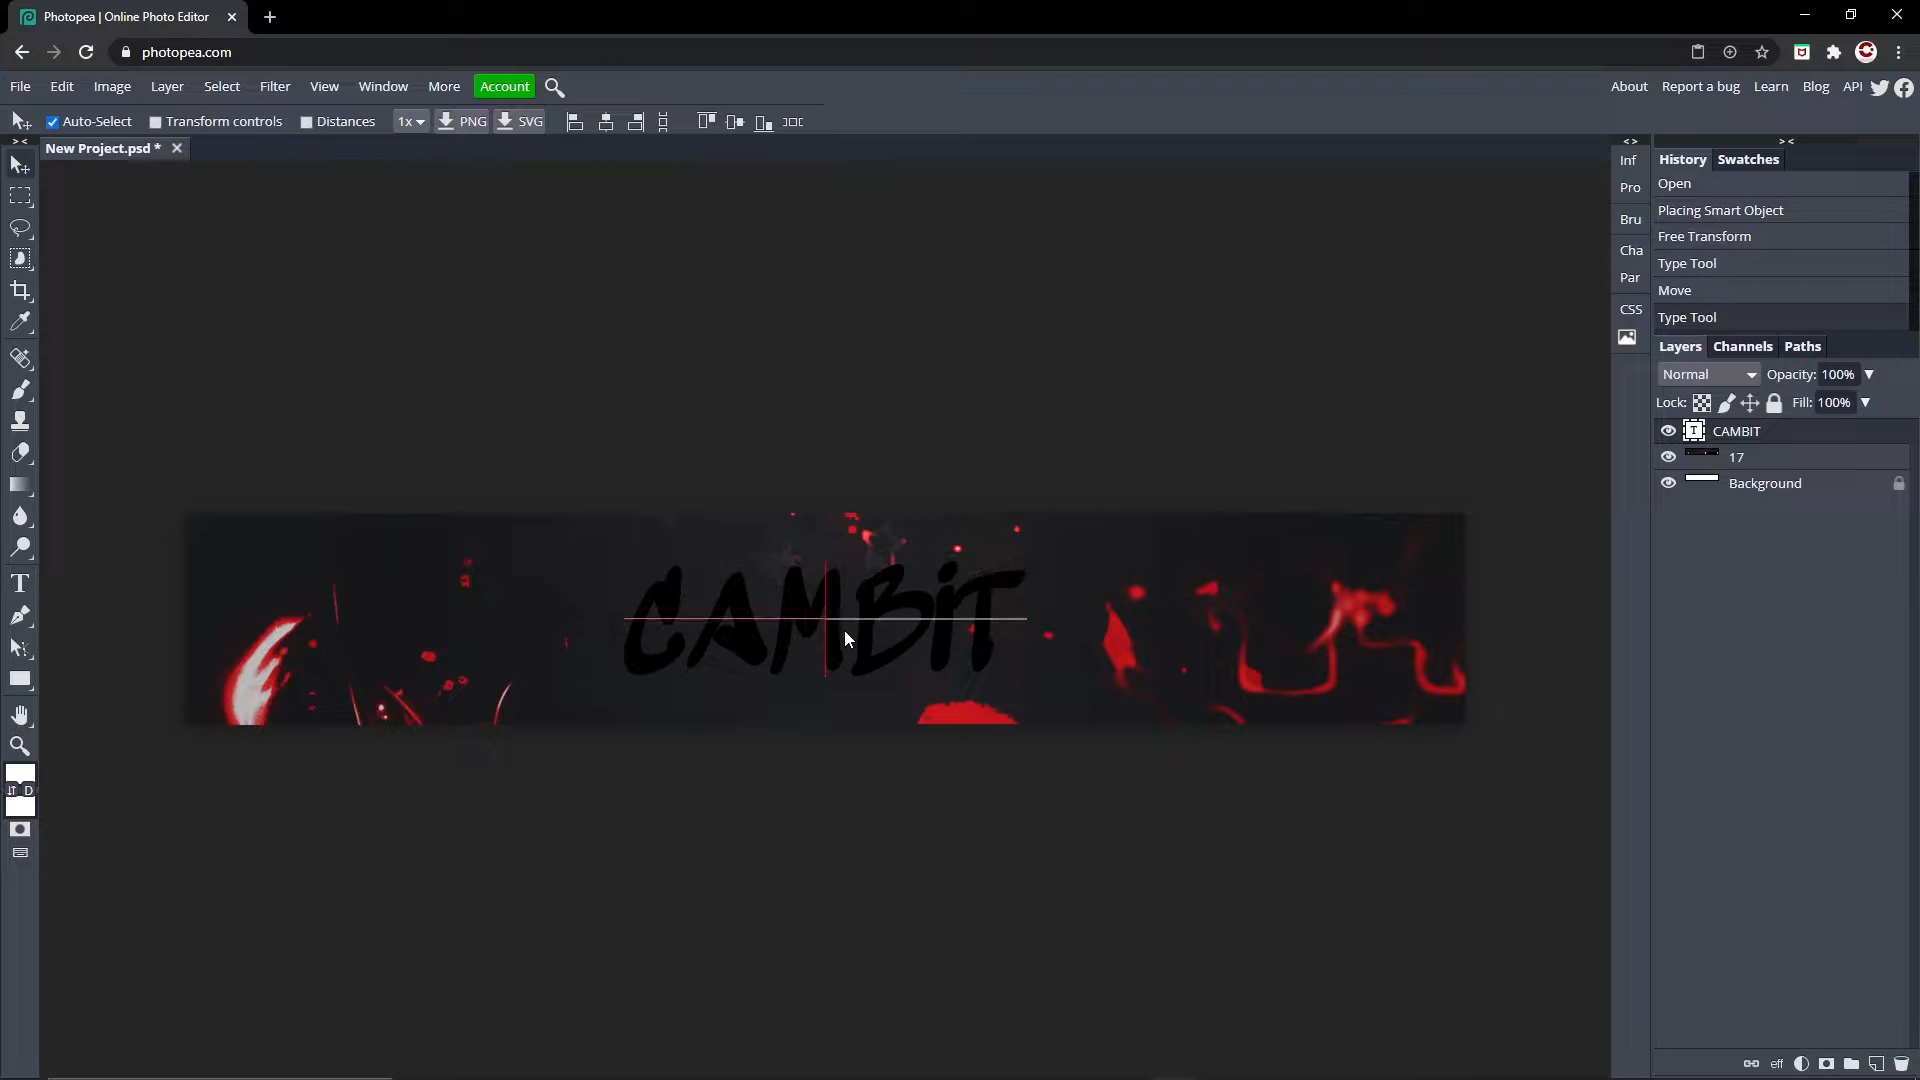 Photopea | Online Photo Editor
photopea.com
File Edit Image Layer Select Filter View Window More Account
About Report a bug Learn Blog API
Auto-Select Transform controls Distances 1x PNG SVG
New Project.psd *
Inf
Pro
Bru
Cha
Par
CSS
History Swatches
Open
Placing Smart Object
Free Transform
Type Tool
Move
Type Tool
Layers Channels Paths
Normal Opacity: 100%
Lock: Fill: 100%
T CAMBIT
17
Background
CAMBiT
T
D
eff